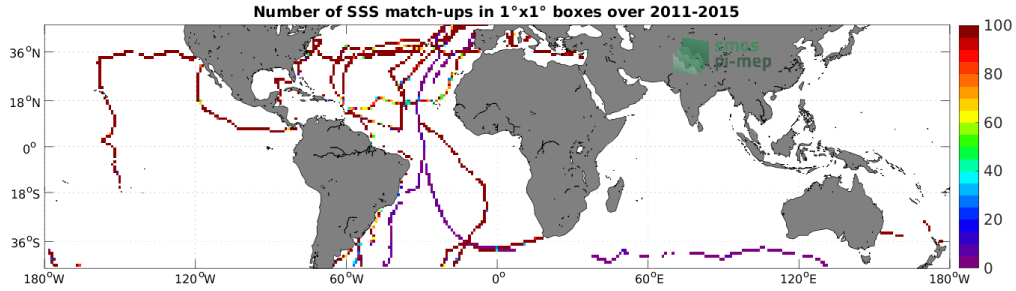 Number of SSS match-ups in 1°x1° boxes over 2011-2015
smos
pi-mep
36°N
18°N
0°
18°S
36°S
180°W
120°W
60°W
0°
60°E
120°E
180°W
100
80
60
40
20
0